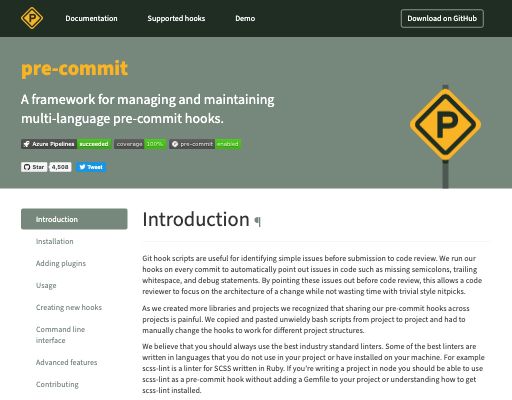 P
Documentation
Supported hooks
Demo
Download on GitHub
pre-commit
A framework for managing and maintaining
multi-language pre-commit hooks.
Azure Pipelines succeeded
coverage 100%
pre-commit enabled
Star 4,508
Tweet
P
Introduction
Installation
Adding plugins
Usage
Creating new hooks
Command line
interface
Advanced features
Contributing
Introduction ¶
Git hook scripts are useful for identifying simple issues before submission to code review. We run our
hooks on every commit to automatically point out issues in code such as missing semicolons, trailing
whitespace, and debug statements. By pointing these issues out before code review, this allows a code
reviewer to focus on the architecture of a change while not wasting time with trivial style nitpicks.
As we created more libraries and projects we recognized that sharing our pre-commit hooks across
projects is painful. We copied and pasted unwieldy bash scripts from project to project and had to
manually change the hooks to work for different project structures.
We believe that you should always use the best industry standard linters. Some of the best linters are
written in languages that you do not use in your project or have installed on your machine. For example
scss-lint is a linter for SCSS written in Ruby. If you're writing a project in node you should be able to use
scss-lint as a pre-commit hook without adding a Gemfile to your project or understanding how to get
scss-lint installed.